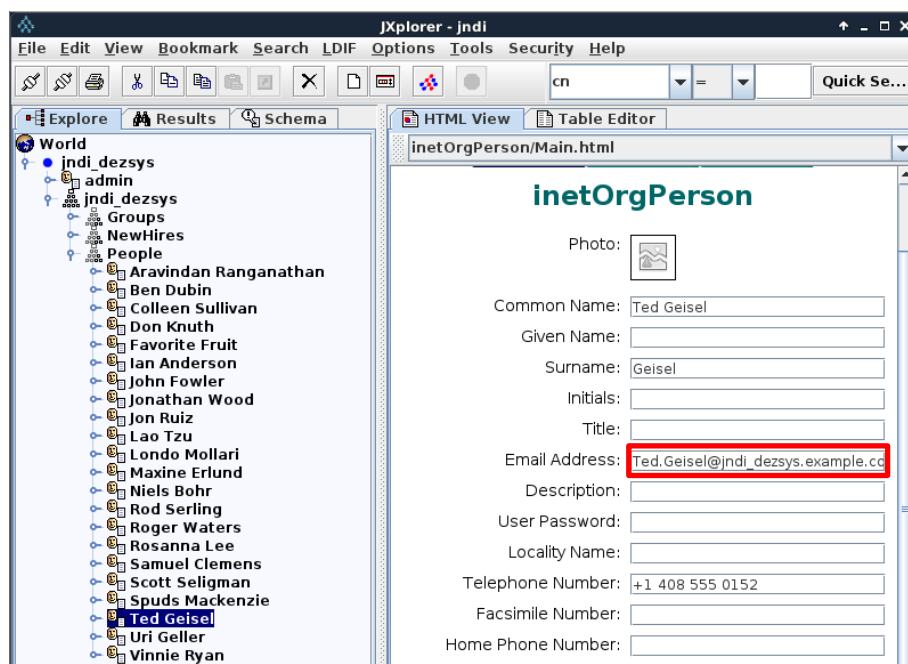 JXplorer - jndi
File Edit View Bookmark Search LDIF Options Tools Security Help
cn = Quick Se...
Explore Results Schema
World
jndi_dezsys
admin
jndi_dezsys
Groups
NewHires
People
Aravindan Ranganathan
Ben Dubin
Colleen Sullivan
Don Knuth
Favorite Fruit
Ian Anderson
John Fowler
Jonathan Wood
Jon Ruiz
Lao Tzu
Londo Mollari
Maxine Erlund
Niels Bohr
Rod Serling
Roger Waters
Rosanna Lee
Samuel Clemens
Scott Seligman
Spuds Mackenzie
Ted Geisel
Uri Geller
Vinnie Ryan
HTML View Table Editor
inetOrgPerson/Main.html
inetOrgPerson
Photo:
Common Name: Ted Geisel
Given Name:
Surname: Geisel
Initials:
Title:
Email Address: Ted.Geisel@jndi_dezsys.example.co
Description:
User Password:
Locality Name:
Telephone Number: +1 408 555 0152
Facsimile Number:
Home Phone Number: